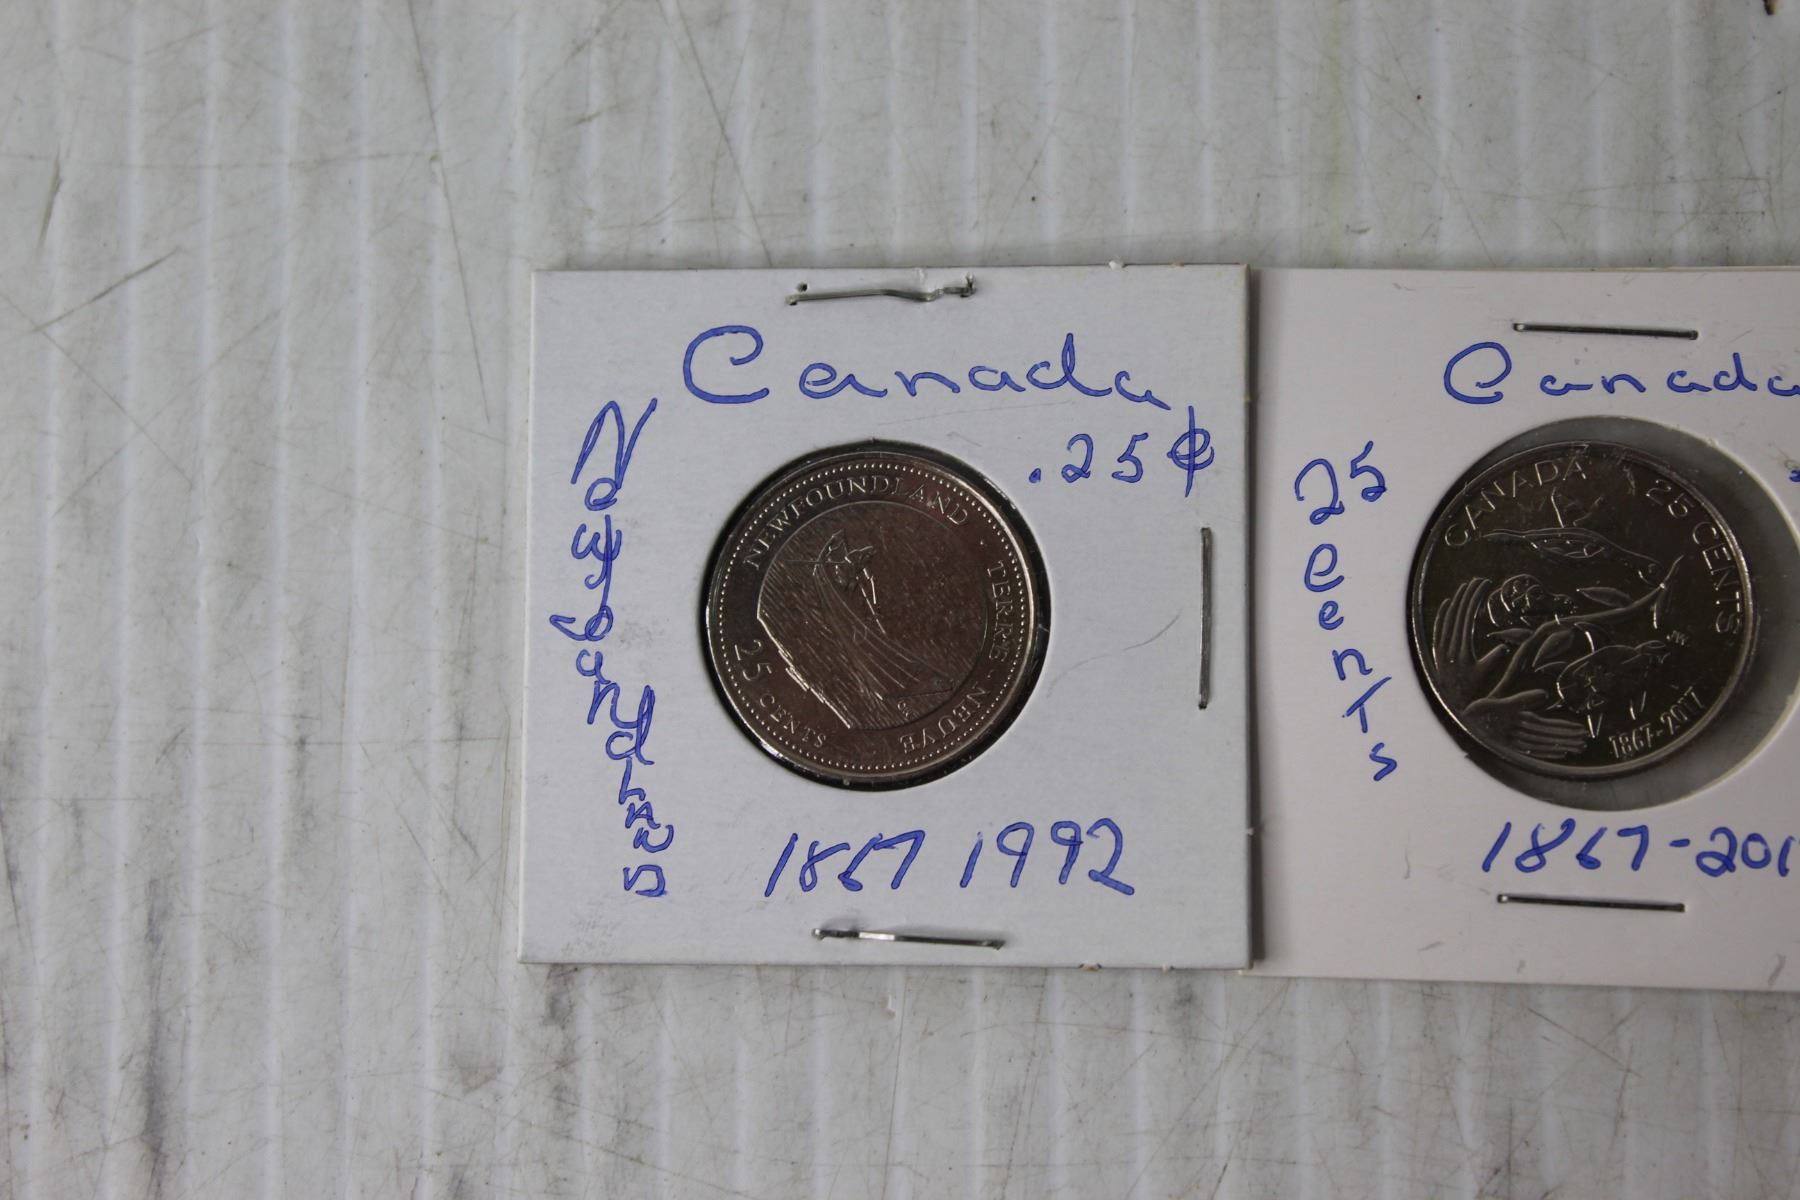 Canada
.25¢
Newfoundland
NEWFOUNDLAND · TERRE-NEUVE
25 CENTS
1867 1992
Canada
25 cents
CANADA 25 CENTS
1867-2017
1867-201